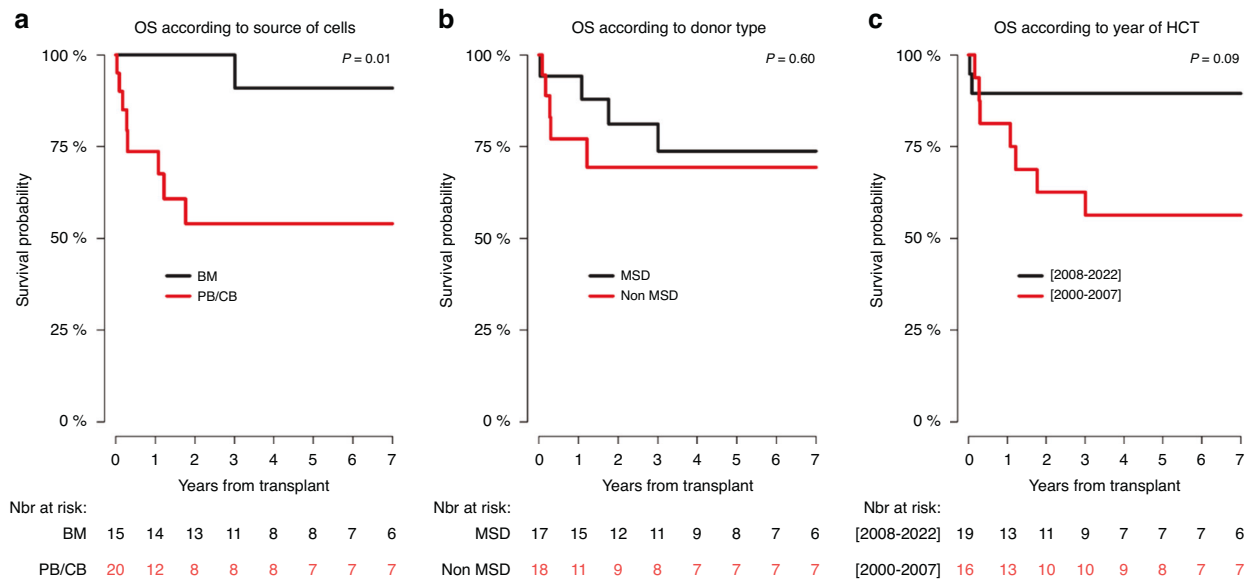 a
OS according to source of cells
100 %
75 %
50 %
25 %
0 %
Survival probability
P = 0.01
BM
PB/CB
0 1 2 3 4 5 6 7
Years from transplant
Nbr at risk:
BM 15 14 13 11 8 8 7 6
PB/CB 20 12 8 8 8 7 7 7
b
OS according to donor type
100 %
75 %
50 %
25 %
0 %
Survival probability
P = 0.60
MSD
Non MSD
0 1 2 3 4 5 6 7
Years from transplant
Nbr at risk:
MSD 17 15 12 11 9 8 7 6
Non MSD 18 11 9 8 7 7 7 7
c
OS according to year of HCT
100 %
75 %
50 %
25 %
0 %
Survival probability
P = 0.09
[2008-2022]
[2000-2007]
0 1 2 3 4 5 6 7
Years from transplant
Nbr at risk:
[2008-2022] 19 13 11 9 7 7 7 6
[2000-2007] 16 13 10 10 9 8 7 7